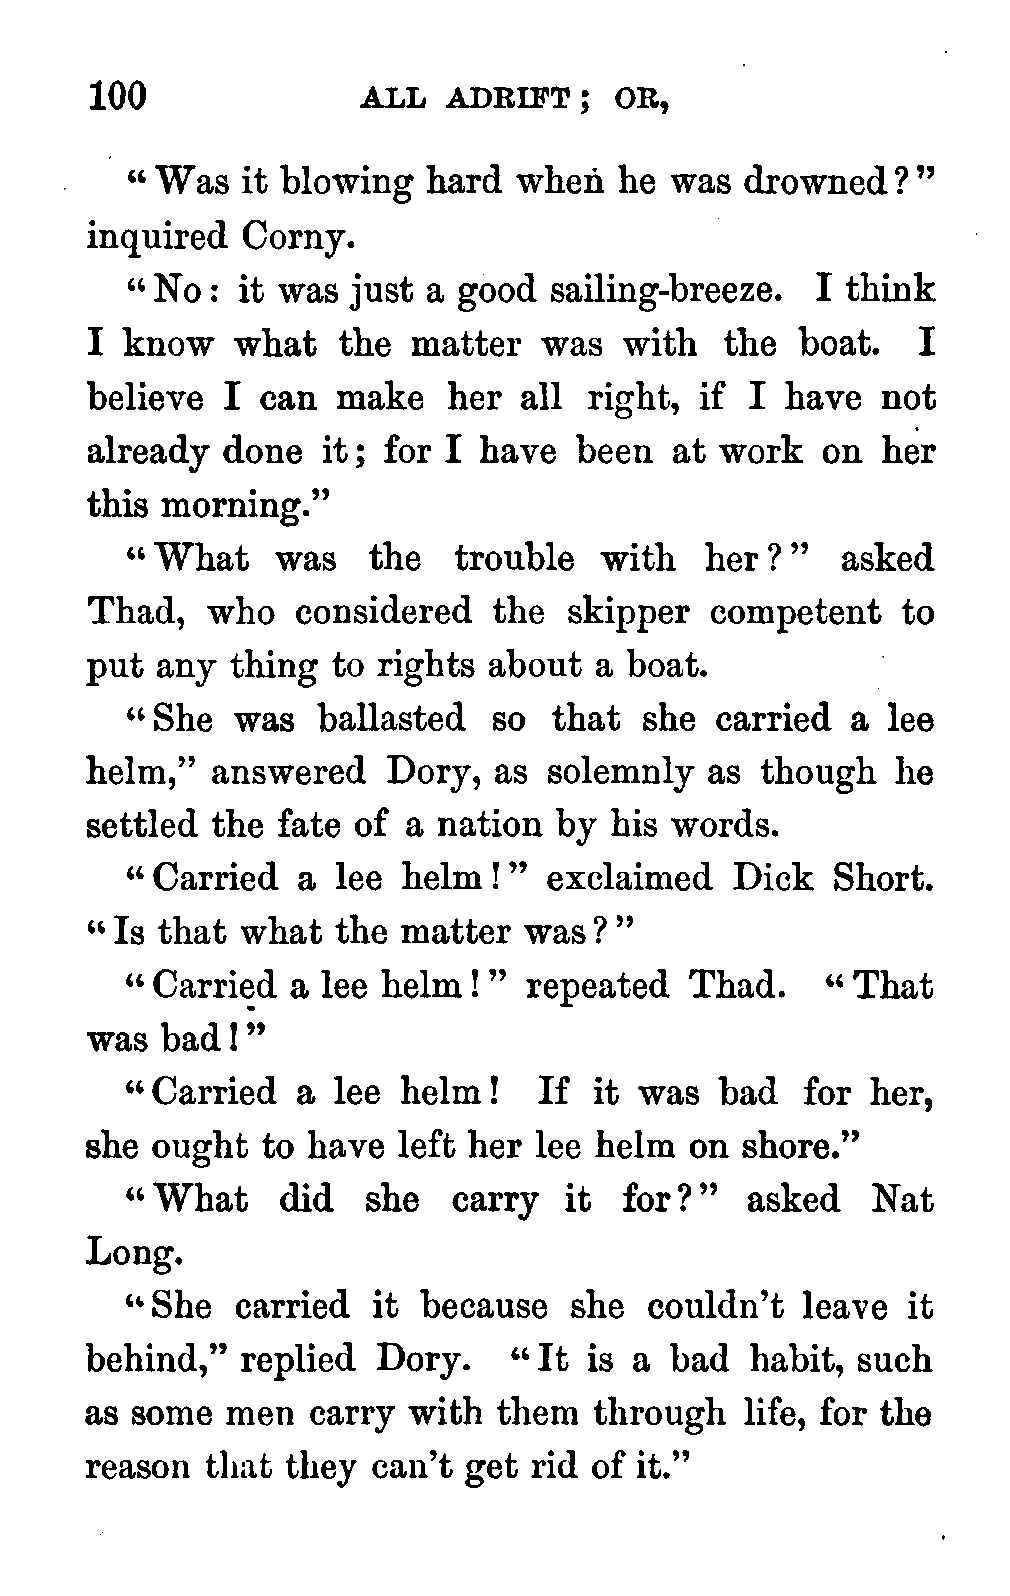 100 ALL ADRIFT; OR,
"Was it blowing hard when he was drowned?"
inquired Corny.
"No: it was just a good sailing-breeze. I think
I know what the matter was with the boat. I
believe I can make her all right, if I have not
already done it; for I have been at work on her
this morning."
"What was the trouble with her?" asked
Thad, who considered the skipper competent to
put any thing to rights about a boat.
"She was ballasted so that she carried a lee
helm," answered Dory, as solemnly as though he
settled the fate of a nation by his words.
"Carried a lee helm!" exclaimed Dick Short.
"Is that what the matter was?"
"Carried a lee helm!" repeated Thad. "That
was bad!"
"Carried a lee helm! If it was bad for her,
she ought to have left her lee helm on shore."
"What did she carry it for?" asked Nat
Long.
"She carried it because she couldn't leave it
behind," replied Dory. "It is a bad habit, such
as some men carry with them through life, for the
reason that they can't get rid of it."